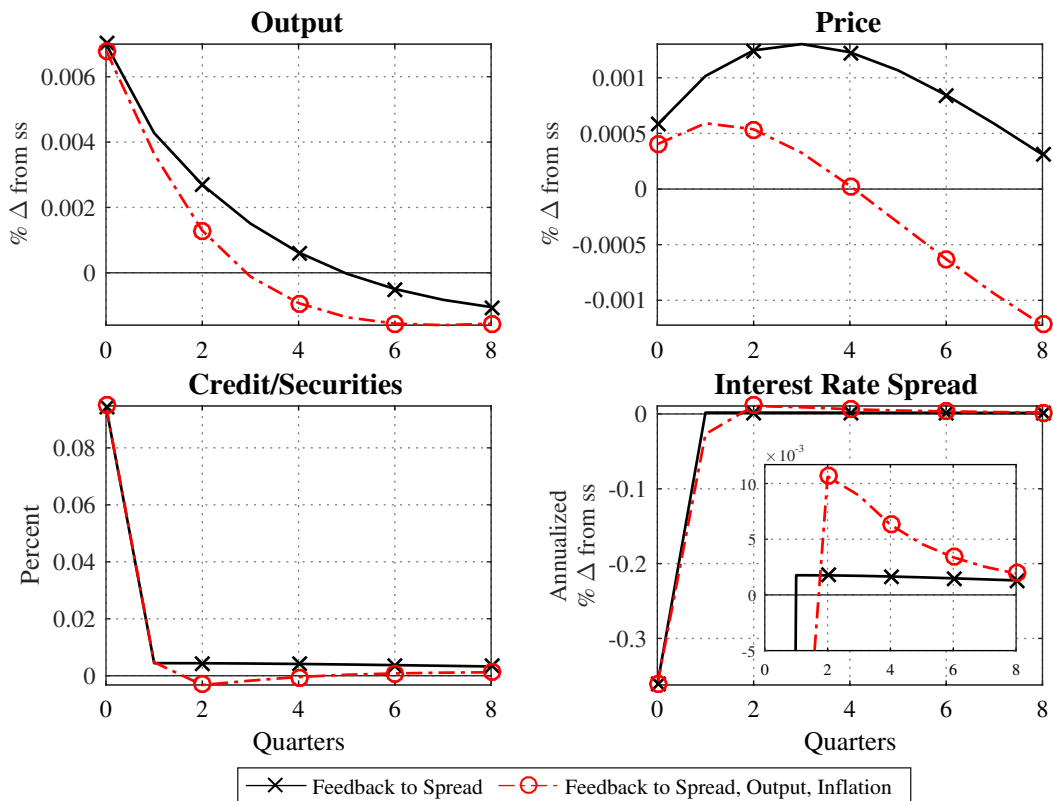 Output
% Δ from ss
0.006
0.004
0.002
0
0 2 4 6 8
Price
% Δ from ss
0.001
0.0005
0
-0.0005
-0.001
0 2 4 6 8
Credit/Securities
Percent
0.08
0.06
0.04
0.02
0
0 2 4 6 8
Quarters
Interest Rate Spread
Annualized
% Δ from ss
0
-0.1
-0.2
-0.3
0 2 4 6 8
Quarters
× 10-3
10
5
0
-5
0 2 4 6 8
Feedback to Spread
Feedback to Spread, Output, Inflation